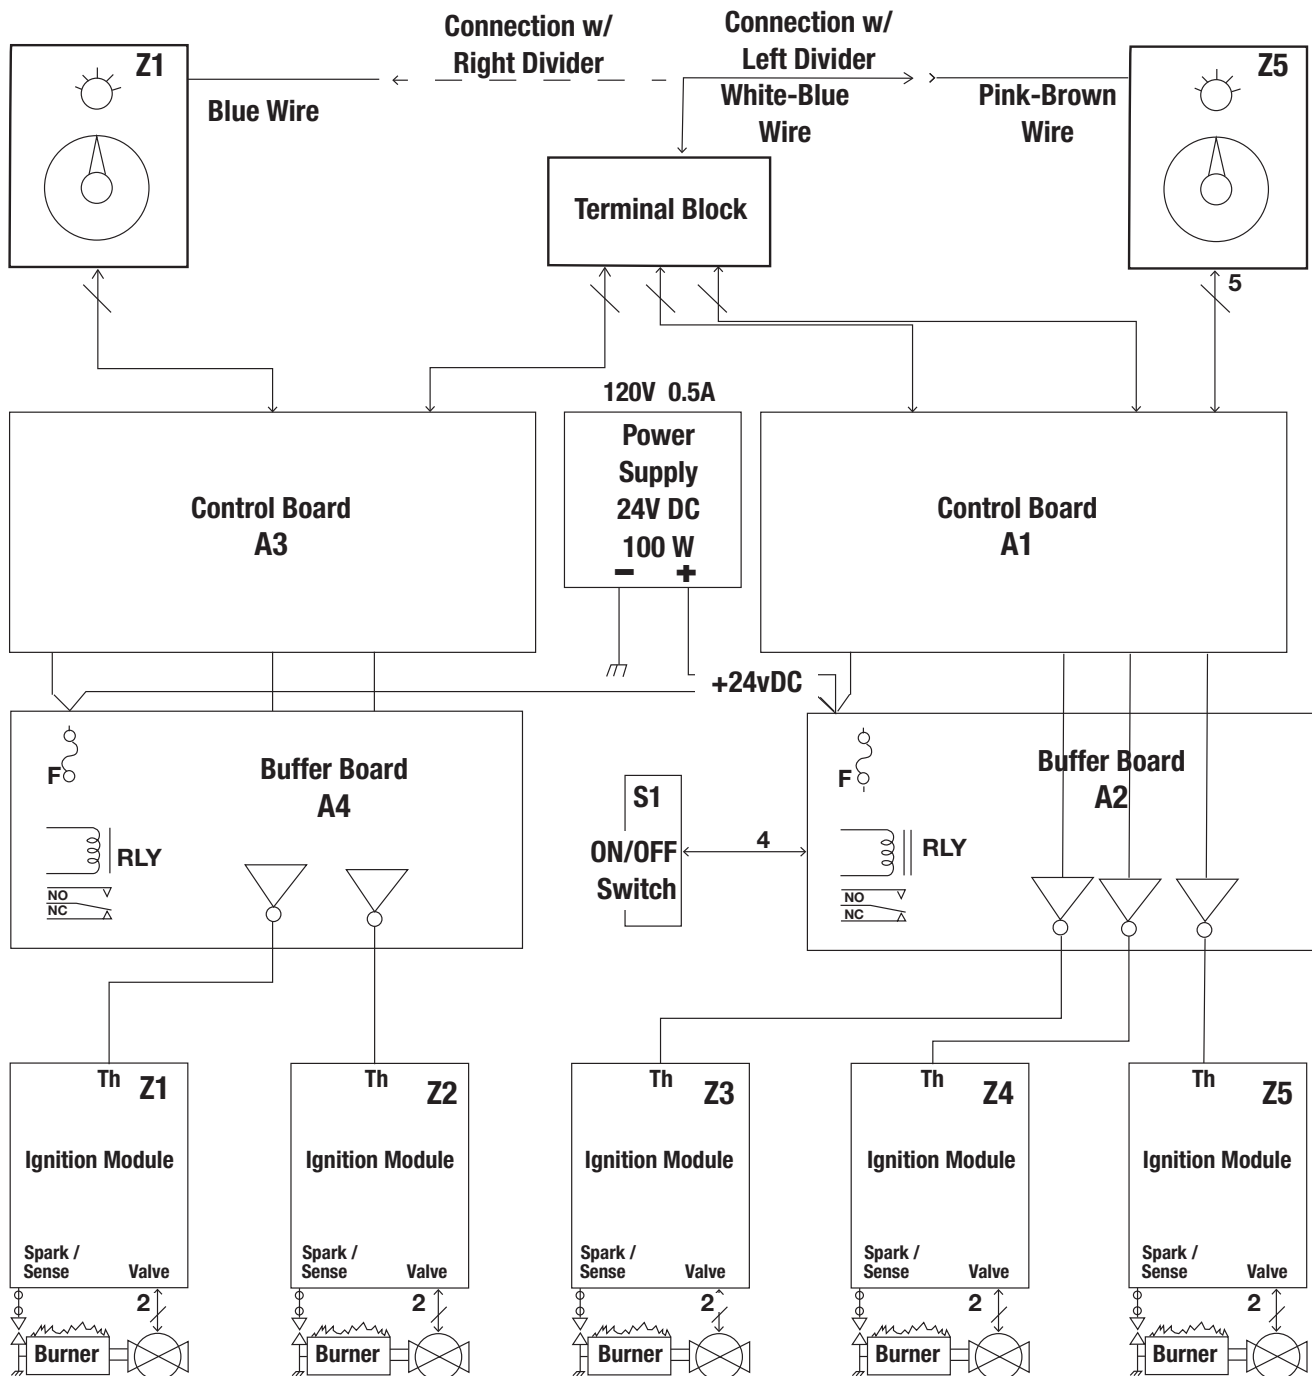 Connection w/
Right Divider
Connection w/
Left Divider
Z1
Z5
Blue Wire
White-Blue
Wire
Pink-Brown
Wire
Terminal Block
5
120V 0.5A
Power
Supply
24V DC
100 W
– +
Control Board
A3
Control Board
A1
+24vDC
F
Buffer Board
A4
RLY
NO
NC
S1
ON/OFF
Switch
4
F
Buffer Board
A2
RLY
NO
NC
Th Z1
Ignition Module
Spark /
Sense Valve
2
Burner
Th Z2
Ignition Module
Spark /
Sense Valve
2
Burner
Th Z3
Ignition Module
Spark /
Sense Valve
2
Burner
Th Z4
Ignition Module
Spark /
Sense Valve
2
Burner
Th Z5
Ignition Module
Spark /
Sense Valve
2
Burner